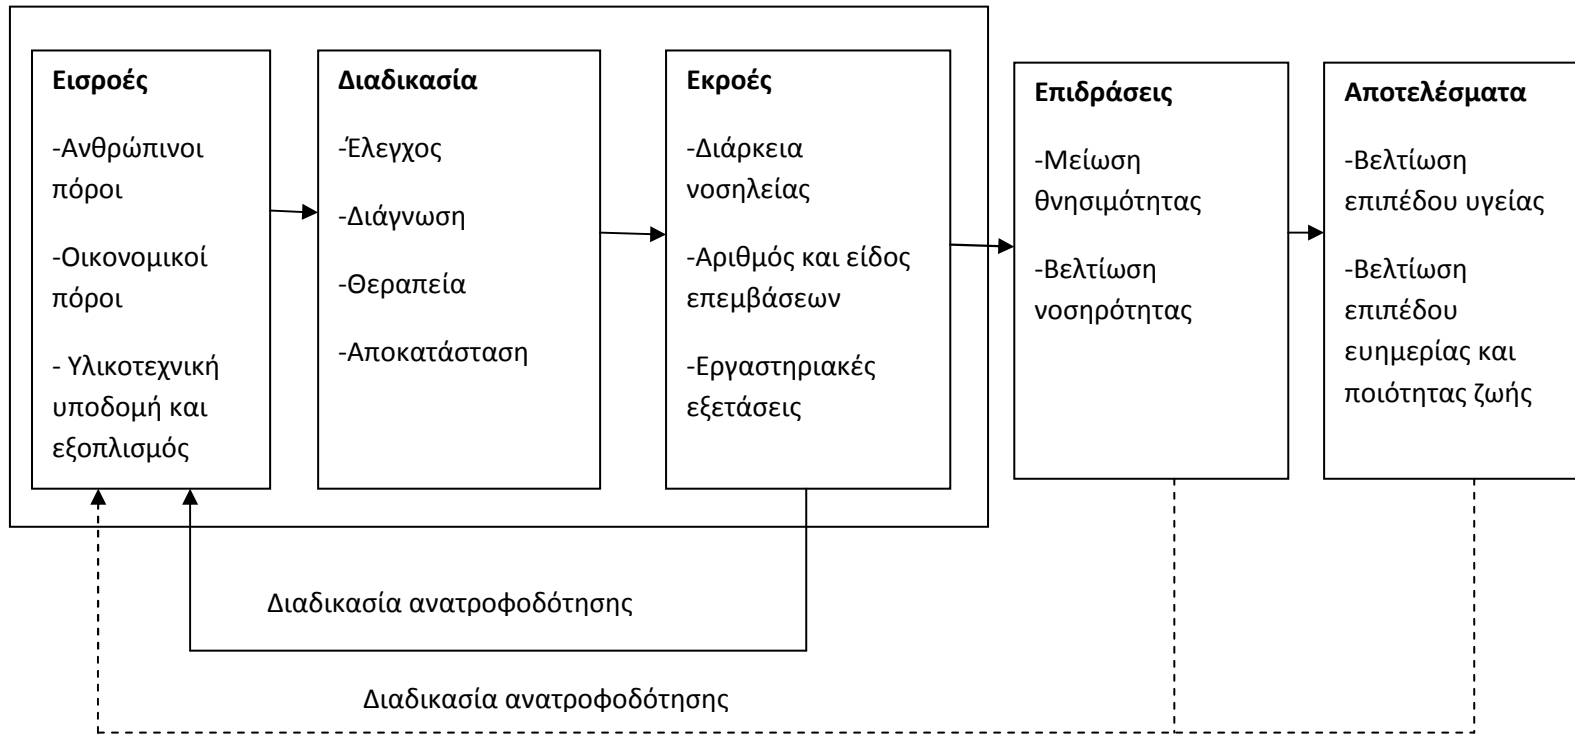 Εισροές
-Ανθρώπινοι
πόροι
-Οικονομικοί
πόροι
- Υλικοτεχνική
υποδομή και
εξοπλισμός
Διαδικασία
-Έλεγχος
-Διάγνωση
-Θεραπεία
-Αποκατάσταση
Εκροές
-Διάρκεια
νοσηλείας
-Αριθμός και είδος
επεμβάσεων
-Εργαστηριακές
εξετάσεις
Επιδράσεις
-Μείωση
θνησιμότητας
-Βελτίωση
νοσηρότητας
Αποτελέσματα
-Βελτίωση
επιπέδου υγείας
-Βελτίωση
επιπέδου
ευημερίας και
ποιότητας ζωής
Διαδικασία ανατροφοδότησης
Διαδικασία ανατροφοδότησης